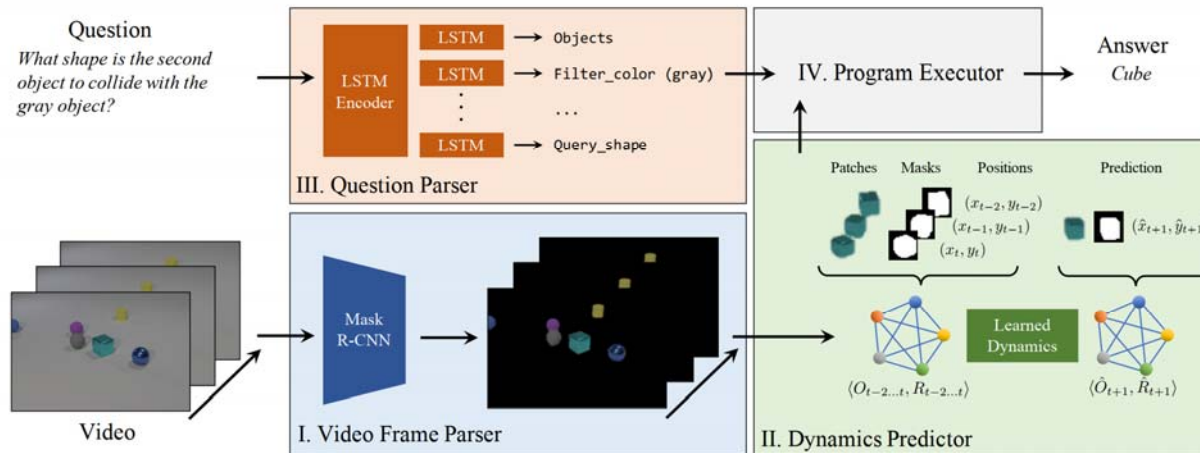 Question
What shape is the second
object to collide with the
gray object?
LSTM
Encoder
LSTM
Objects
LSTM
Filter_color (gray)
...
LSTM
Query_shape
III. Question Parser
IV. Program Executor
Answer
Cube
Video
Mask
R-CNN
I. Video Frame Parser
Patches
Masks
Positions
Prediction
(x_{t-2}, y_{t-2})
(x_{t-1}, y_{t-1})
(x_t, y_t)
(x̂_{t+1}, ŷ_{t+1})
Learned
Dynamics
⟨O_{t-2...t}, R_{t-2...t}⟩
⟨Ô_{t+1}, R̂_{t+1}⟩
II. Dynamics Predictor